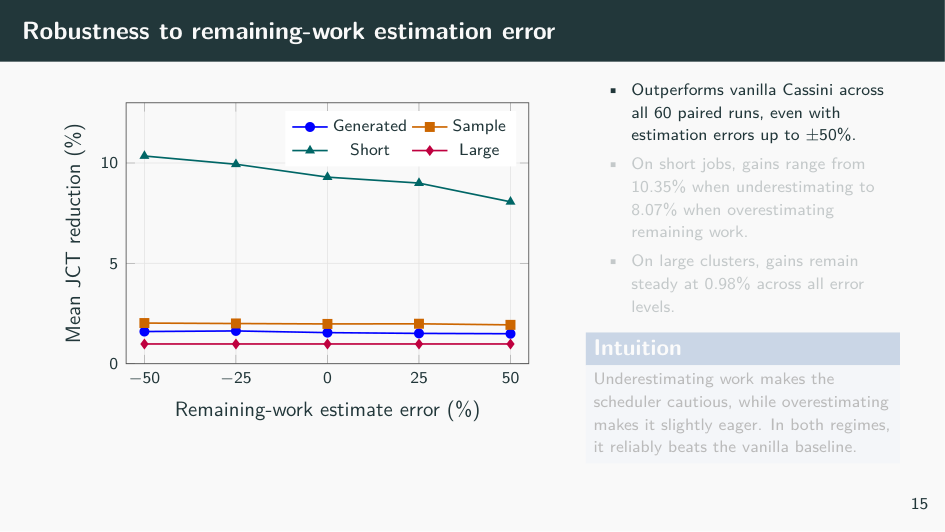 Robustness to remaining-work estimation error
Mean JCT reduction (%)
10
5
0
Generated
Sample
Short
Large
−50
−25
0
25
50
Remaining-work estimate error (%)
▪ Outperforms vanilla Cassini across
all 60 paired runs, even with
estimation errors up to ±50%.
▪ On short jobs, gains range from
10.35% when underestimating to
8.07% when overestimating
remaining work.
▪ On large clusters, gains remain
steady at 0.98% across all error
levels.
Intuition
Underestimating work makes the
scheduler cautious, while overestimating
makes it slightly eager. In both regimes,
it reliably beats the vanilla baseline.
15